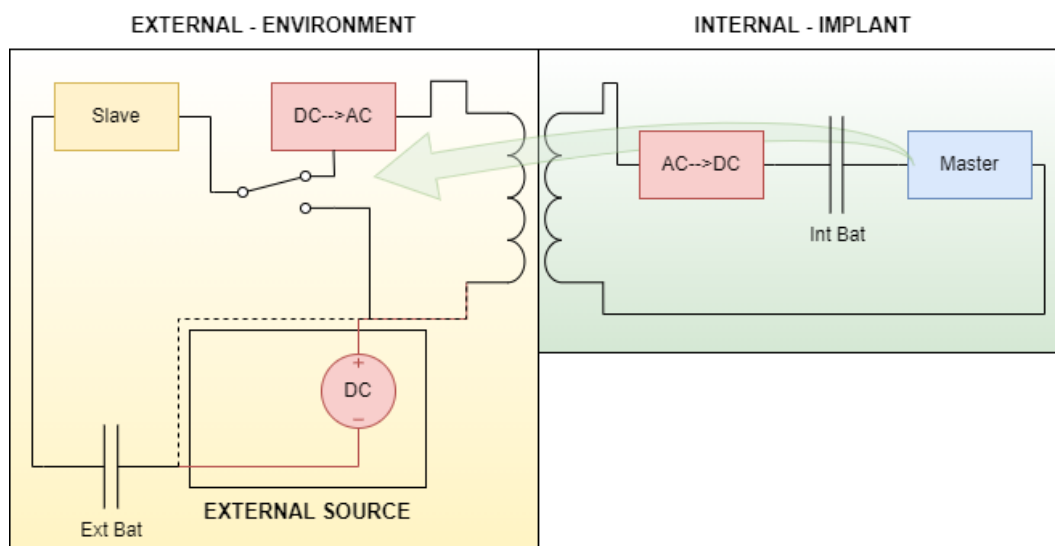 EXTERNAL - ENVIRONMENT
INTERNAL - IMPLANT
Slave
DC-->AC
AC-->DC
Master
Int Bat
+
DC
−
EXTERNAL SOURCE
Ext Bat